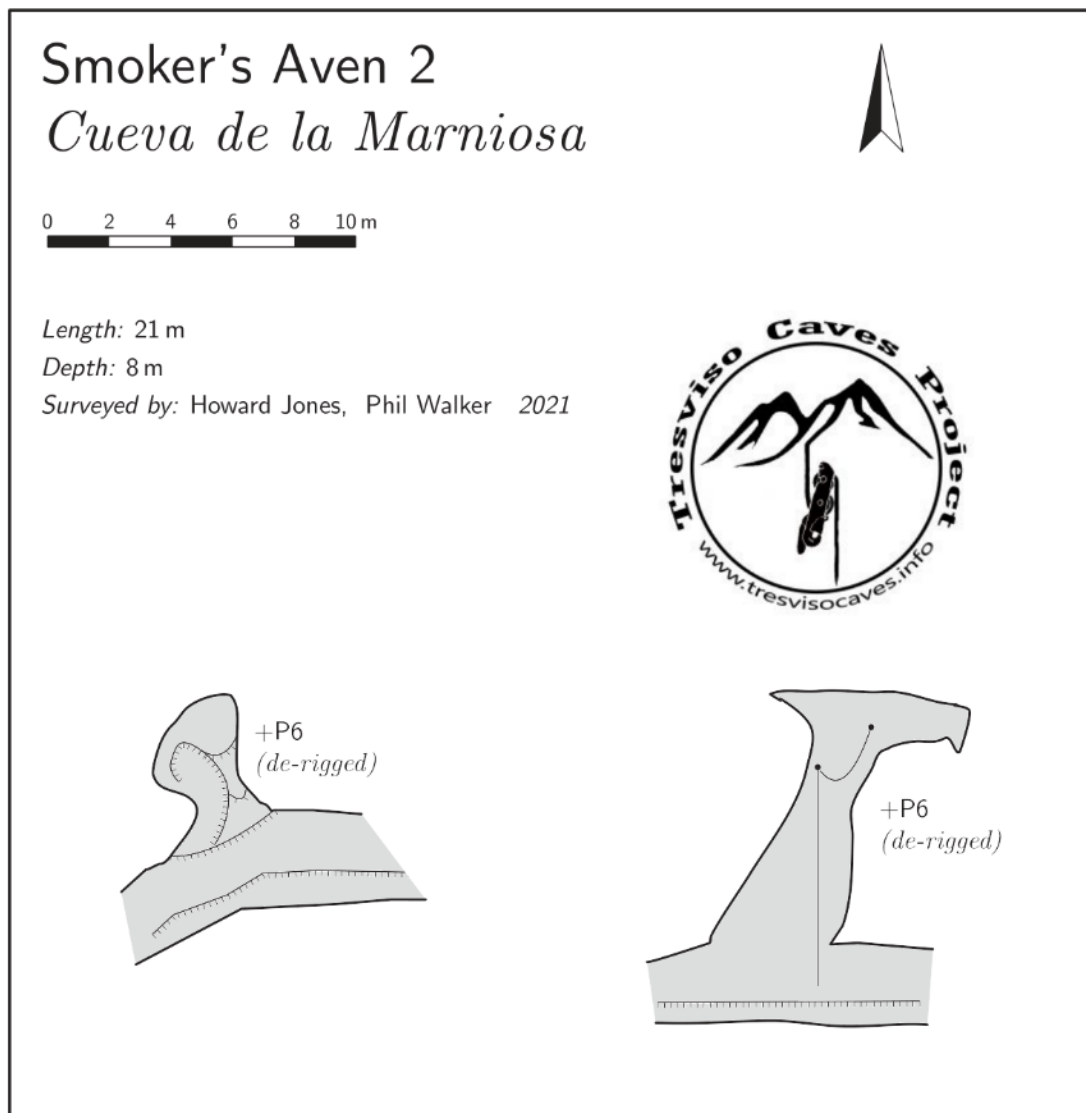 Smoker's Aven 2
Cueva de la Marniosa
0 2 4 6 8 10 m
Length: 21 m
Depth: 8 m
Surveyed by: Howard Jones, Phil Walker 2021
Tresviso Caves Project
www.tresvisocaves.info
+P6
(de-rigged)
+P6
(de-rigged)